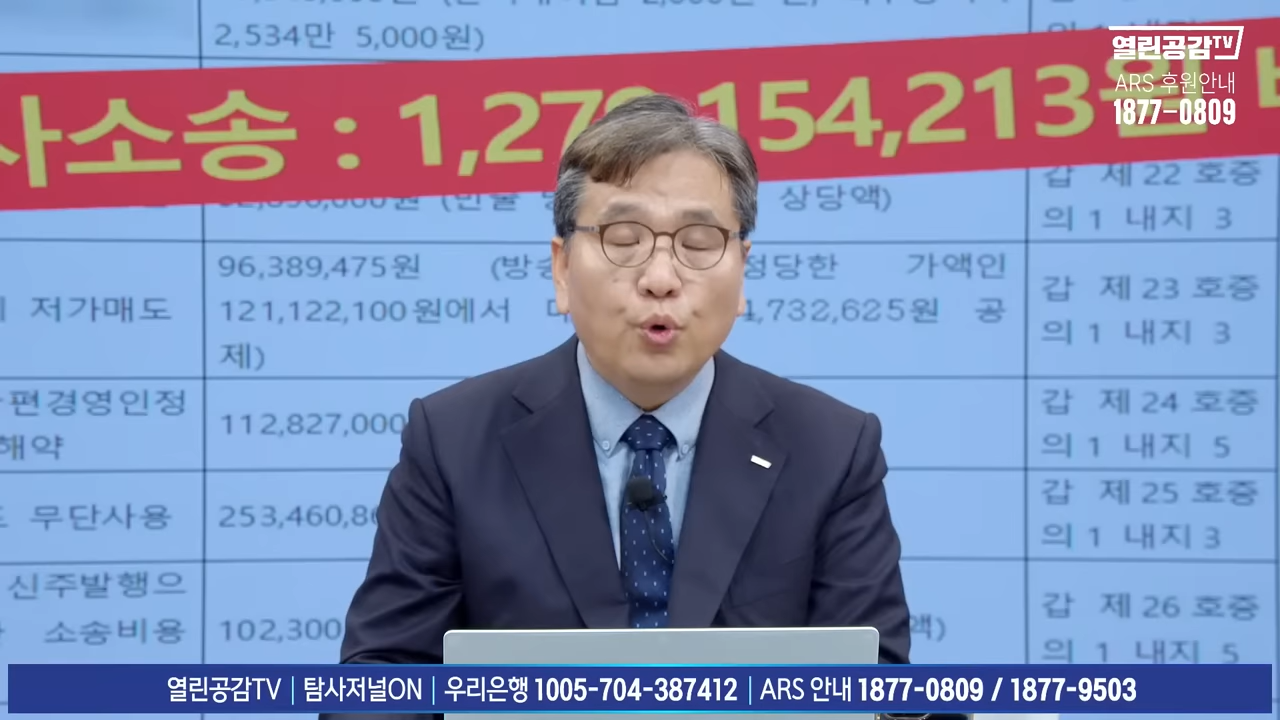 2,534만 5,000원)
열린공감TV
ARS 후원안내
1877-0809
사소송 : 1,27 154,213원
상당액)
갑 제 22 호증
의 1 내지 3
96,389,475원 정당한 가액인
121,122,100원에서 4,732,625원 공
제)
저가매도
갑 제 23 호증
의 1 내지 3
편경영인정
해약
112,827,000
갑 제 24 호증
의 1 내지 5
무단사용
253,460,8
갑 제 25 호증
의 1 내지 3
신주발행으
소송비용
102,300
액)
갑 제 26 호증
의 1 내지 5
열린공감TV | 탐사저널ON | 우리은행 1005-704-387412 | ARS 안내 1877-0809 / 1877-9503